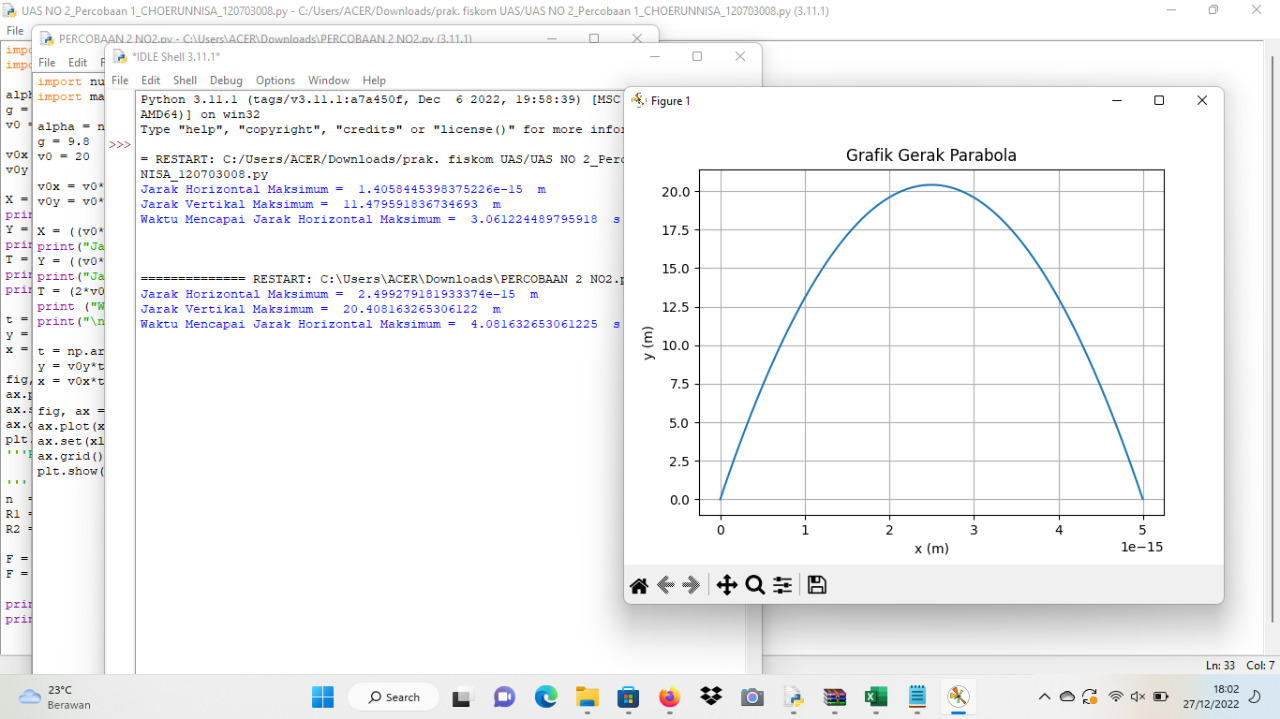 UAS NO 2_Percobaan 1_CHOERUNNISA_120703008.py - C:/Users/ACER/Downloads/prak. fiskom UAS/UAS NO 2_Percobaan 1_CHOERUNNISA_120703008.py (3.11.1)
File
impo
impo
alph
g =
v0 =
v0x
v0y
X =
prin
Y =
prin
T =
prin
prin
t =
y =
x =
fig,
ax.p
ax.s
ax.g
plt.
'''
n =
R1 =
R2 =
F =
F =
prin
prin
PERCOBAAN 2 NO2.py - C:\Users\ACER\Downloads\PERCOBAAN 2 NO2.py (3.11.1)
File Edit F
import nu
import ma
alpha = n
g = 9.8
v0 = 20
v0x = v0*
v0y = v0*
X = ((v0*
print("Ja
Y = ((v0*
print("Ja
T = (2*v0
print ("W
print("\n
t = np.ar
y = v0y*t
x = v0x*t
fig, ax =
ax.plot(x
ax.set(xl
ax.grid()
plt.show(
*IDLE Shell 3.11.1*
File Edit Shell Debug Options Window Help
Python 3.11.1 (tags/v3.11.1:a7a450f, Dec 6 2022, 19:58:39) [MSC
AMD64)] on win32
Type "help", "copyright", "credits" or "license()" for more infor
>>>
= RESTART: C:/Users/ACER/Downloads/prak. fiskom UAS/UAS NO 2_Perc
NISA_120703008.py
Jarak Horizontal Maksimum = 1.4058445398375226e-15 m
Jarak Vertikal Maksimum = 11.479591836734693 m
Waktu Mencapai Jarak Horizontal Maksimum = 3.061224489795918 s
============== RESTART: C:\Users\ACER\Downloads\PERCOBAAN 2 NO2.p
Jarak Horizontal Maksimum = 2.499279181933374e-15 m
Jarak Vertikal Maksimum = 20.408163265306122 m
Waktu Mencapai Jarak Horizontal Maksimum = 4.081632653061225 s
Figure 1
Grafik Gerak Parabola
20.0
17.5
15.0
12.5
10.0
7.5
5.0
2.5
0.0
y (m)
0 1 2 3 4 5
x (m)
1e−15
Ln: 33 Col: 7
23°C
Berawan
Search
18:02
27/12/2022